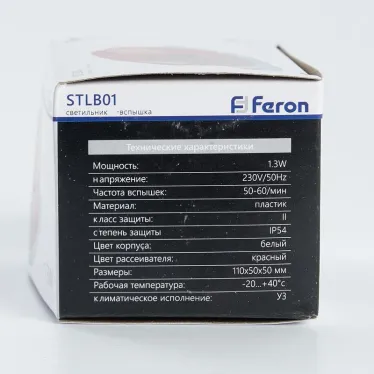 STLB01
светильник -вспышка
Feron
Технические характеристики
Мощность: 1.3W
напряжение: 230V/50Hz
Частота вспышек: 50-60/мин
Материал: пластик
класс защиты: II
степень защиты IP54
Цвет корпуса: белый
Цвет рассеивателя: красный
Размеры: 110x50x50 мм
Рабочая температура: -20...+40°с
климатическое исполнение: У3